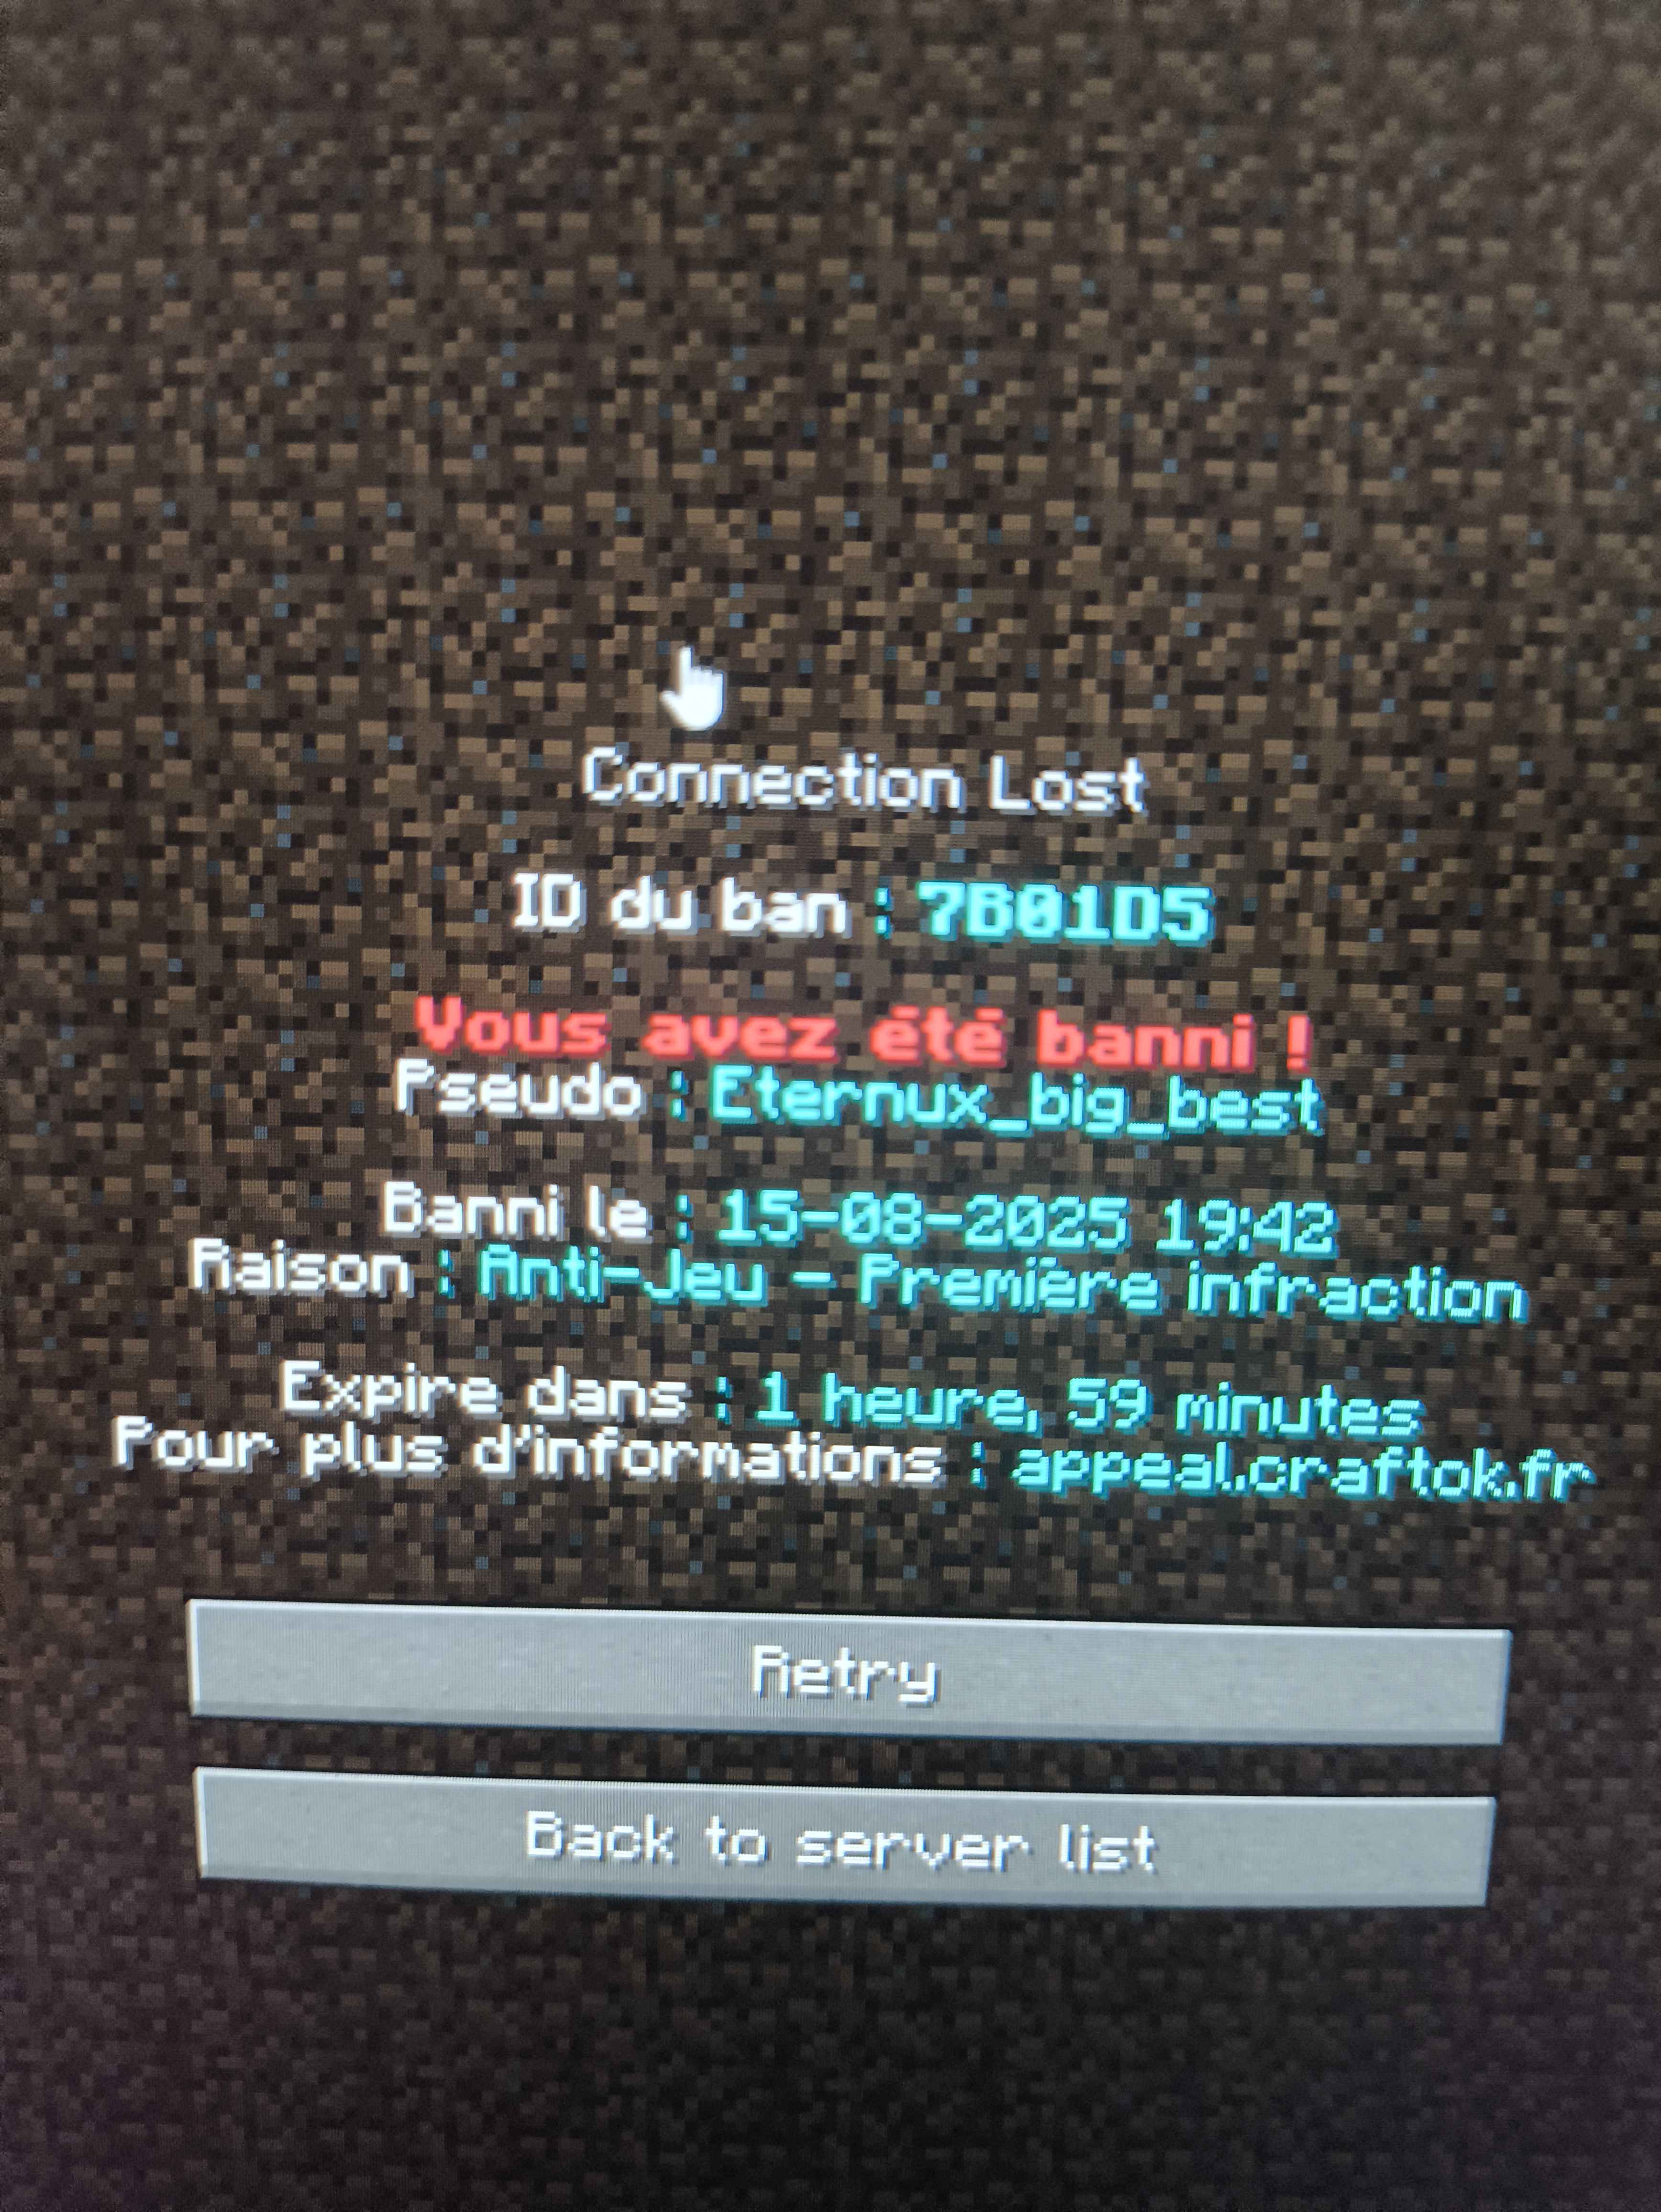 Connection Lost
ID du ban : 7B01D5
Vous avez été banni !
Pseudo : Eternux_big_best
Banni le : 15-08-2025 19:42
Raison : Anti-Jeu - Première infraction
Expire dans : 1 heure, 59 minutes
Pour plus d'informations : appeal.craftok.fr
Retry
Back to server list